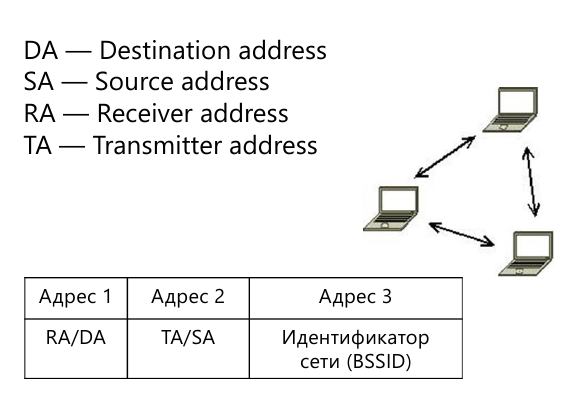 DA — Destination address
SA — Source address
RA — Receiver address
TA — Transmitter address
Адрес 1 Адрес 2 Адрес 3
RA/DA TA/SA Идентификатор
сети (BSSID)